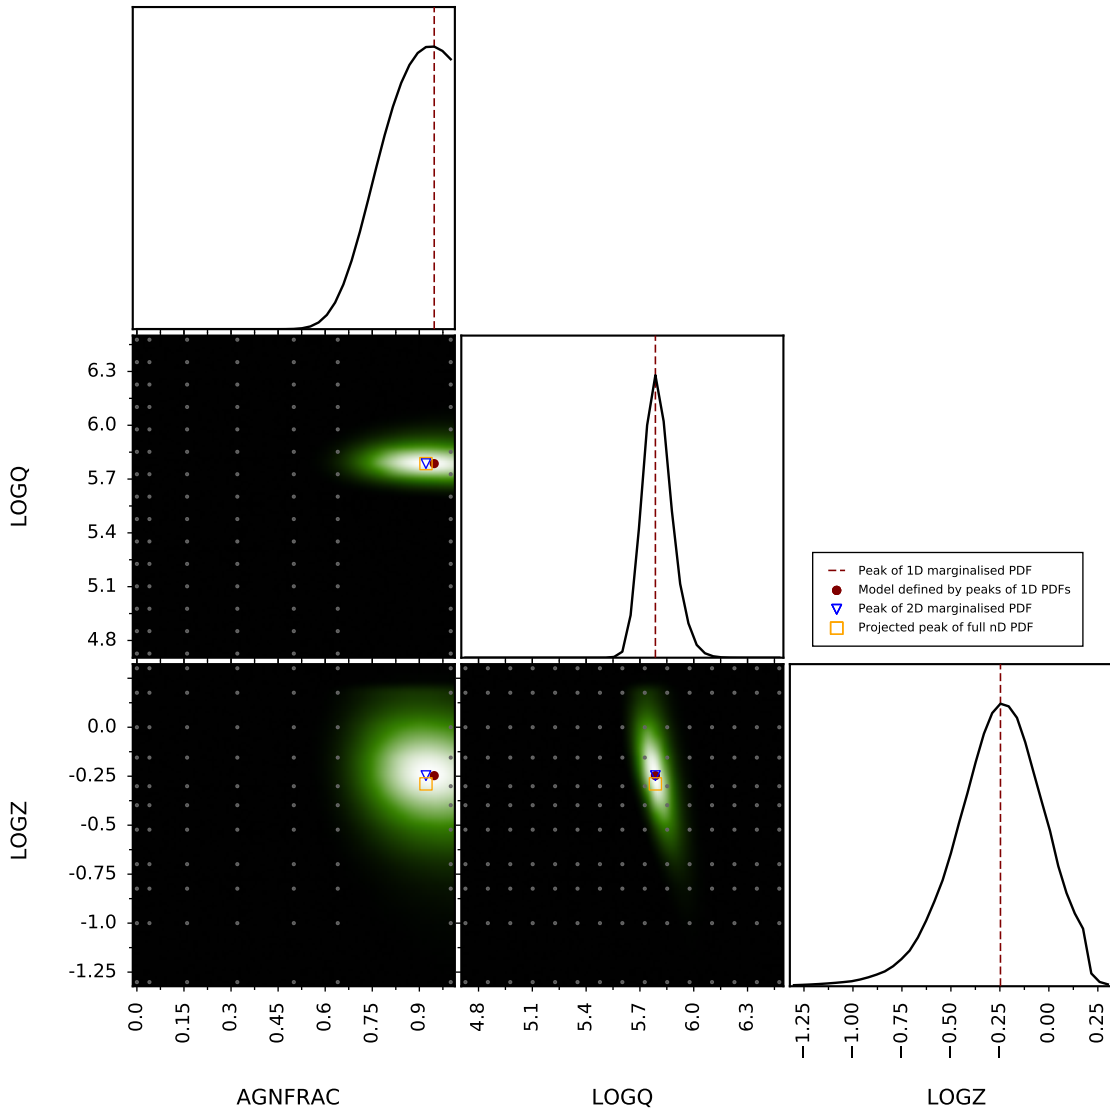 6.3
6.0
5.7
5.4
5.1
4.8
LOGQ
Peak of 1D marginalised PDF
Model defined by peaks of 1D PDFs
Peak of 2D marginalised PDF
Projected peak of full nD PDF
0.0
-0.25
-0.5
-0.75
-1.0
-1.25
LOGZ
0.0 0.15 0.3 0.45 0.6 0.75 0.9
4.8 5.1 5.4 5.7 6.0 6.3
−1.25 −1.00 −0.75 −0.50 −0.25 0.00 0.25
AGNFRAC LOGQ LOGZ